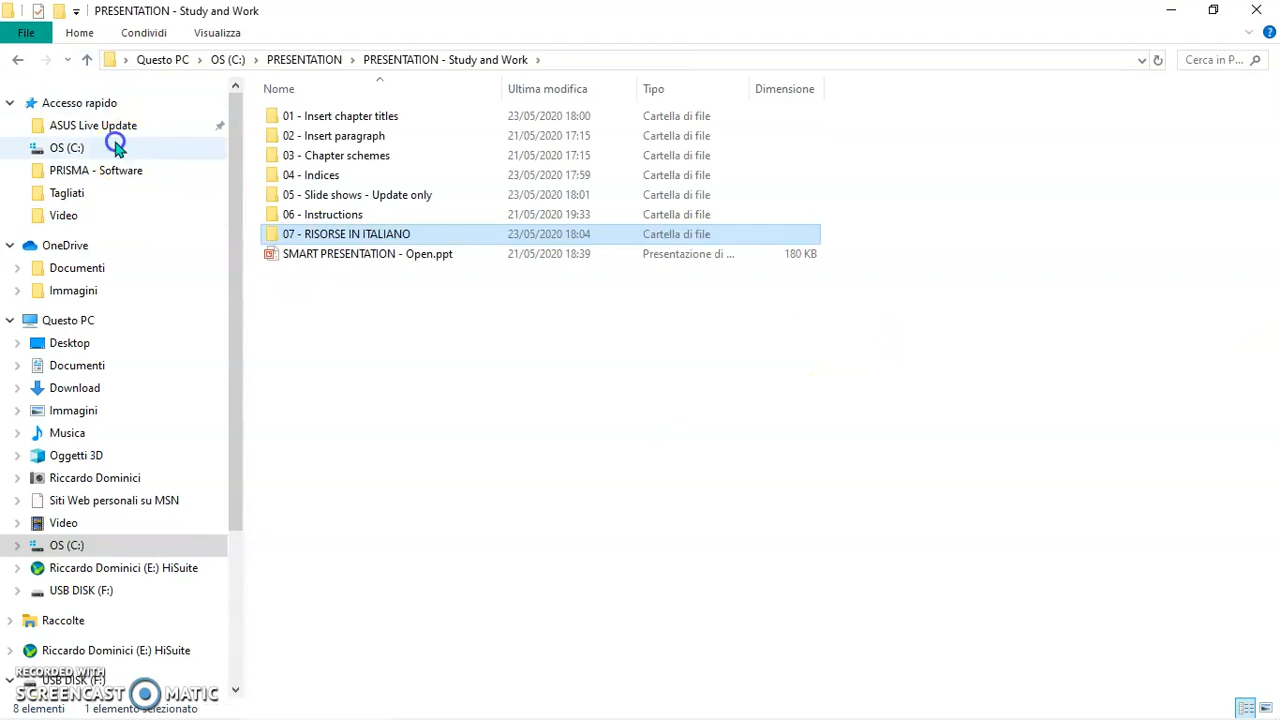 PRESENTATION - Study and Work
File Home Condividi Visualizza
Questo PC OS (C:) PRESENTATION PRESENTATION - Study and Work Cerca in P...
Nome Ultima modifica Tipo Dimensione
01 - Insert chapter titles 23/05/2020 18:00 Cartella di file
02 - Insert paragraph 21/05/2020 17:15 Cartella di file
03 - Chapter schemes 21/05/2020 17:15 Cartella di file
04 - Indices 21/05/2020 17:59 Cartella di file
05 - Slide shows - Update only 23/05/2020 18:01 Cartella di file
06 - Instructions 21/05/2020 19:33 Cartella di file
07 - RISORSE IN ITALIANO 23/05/2020 18:04 Cartella di file
SMART PRESENTATION - Open.ppt 21/05/2020 18:39 Presentazione di ... 180 KB
Accesso rapido
ASUS Live Update
OS (C:)
PRISMA - Software
Tagliati
Video
OneDrive
Documenti
Immagini
Questo PC
Desktop
Documenti
Download
Immagini
Musica
Oggetti 3D
Riccardo Dominici
Siti Web personali su MSN
Video
OS (C:)
Riccardo Dominici (E:) HiSuite
USB DISK (F:)
Raccolte
Riccardo Dominici (E:) HiSuite
USB DISK (F:)
RECORDED WITH
SCREENCAST MATIC
8 elementi 1 elemento selezionato